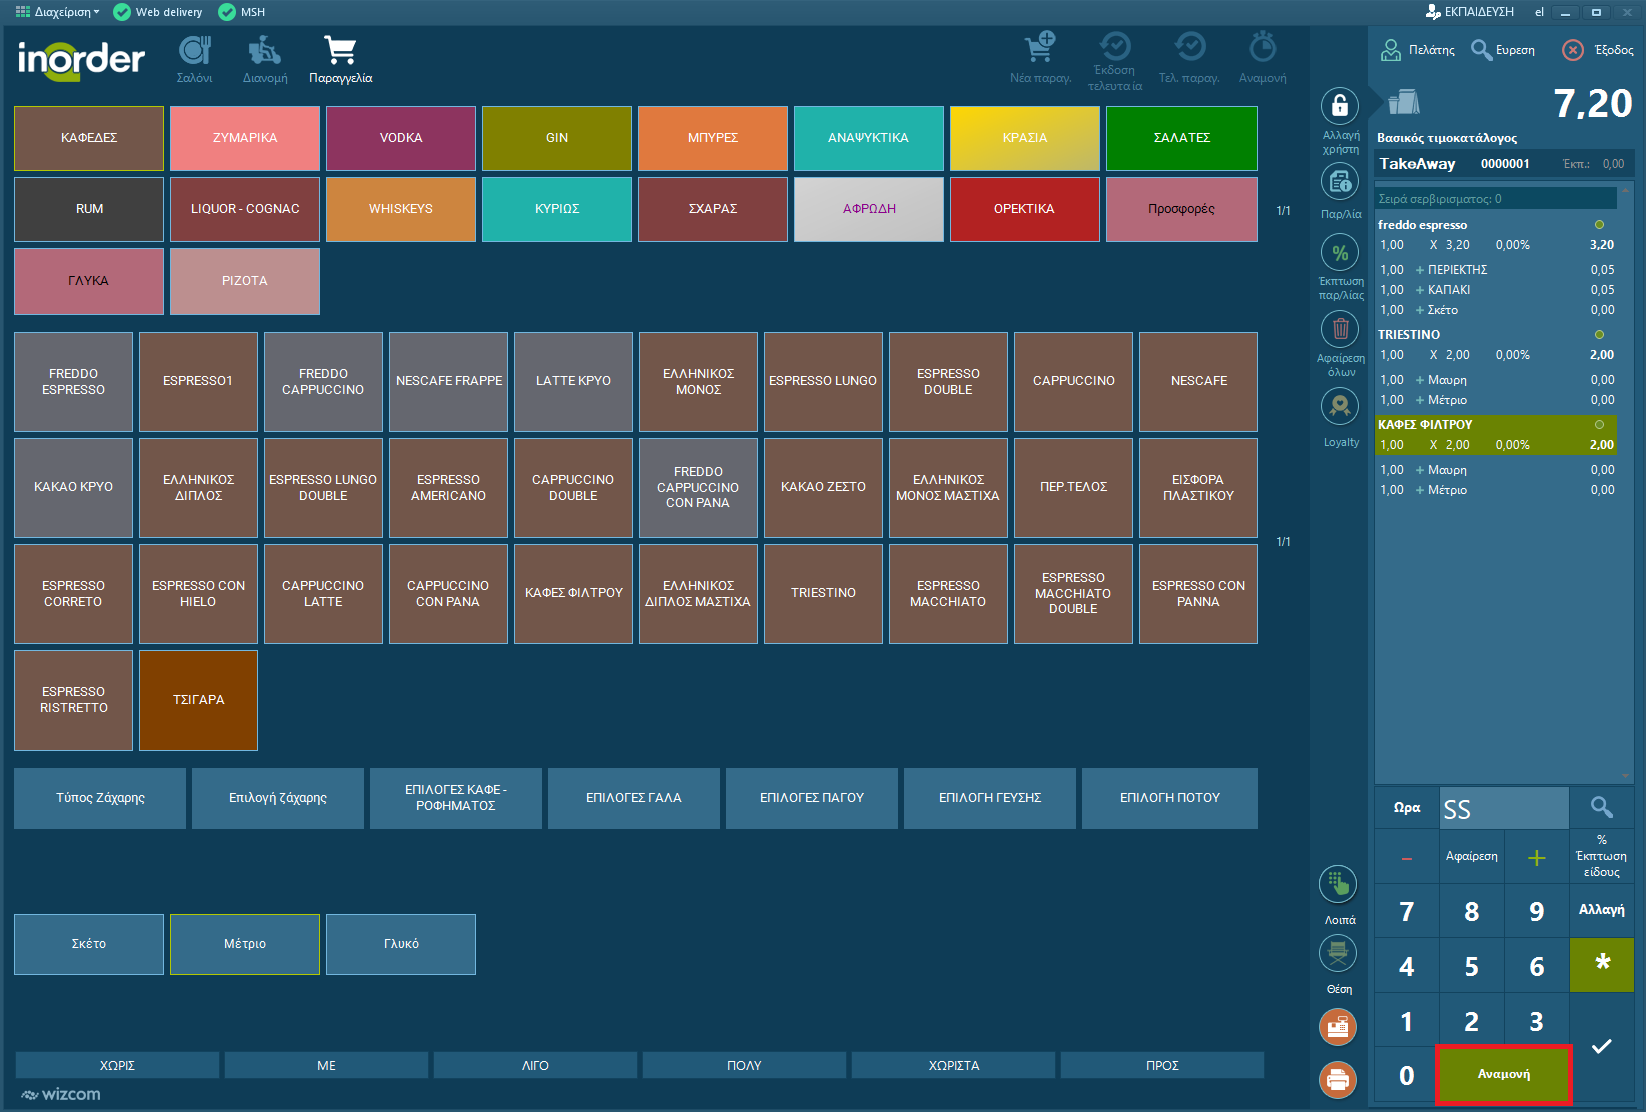 Διαχείριση
Web delivery
MSH
ΕΚΠΑΙΔΕΥΣΗ
el
inorder
Σαλόνι
Διανομή
Παραγγελία
Νέα παραγ.
Έκδοση
τελευταία
Τελ. παραγ.
Αναμονή
Πελάτης
Ευρεση
Έξοδος
ΚΑΦΕΔΕΣ
ΖΥΜΑΡΙΚΑ
VODKA
GIN
ΜΠΥΡΕΣ
ΑΝΑΨΥΚΤΙΚΑ
ΚΡΑΣΙΑ
ΣΑΛΑΤΕΣ
RUM
LIQUOR - COGNAC
WHISKEYS
ΚΥΡΙΩΣ
ΣΧΑΡΑΣ
ΑΦΡΩΔΗ
ΟΡΕΚΤΙΚΑ
Προσφορές
1/1
ΓΛΥΚΑ
ΡΙΖΟΤΑ
FREDDO
ESPRESSO
ESPRESSO1
FREDDO
CAPPUCCINO
NESCAFE FRAPPE
LATTE ΚΡΥΟ
ΕΛΛΗΝΙΚΟΣ
ΜΟΝΟΣ
ESPRESSO LUNGO
ESPRESSO
DOUBLE
CAPPUCCINO
NESCAFE
ΚΑΚΑΟ ΚΡΥΟ
ΕΛΛΗΝΙΚΟΣ
ΔΙΠΛΟΣ
ESPRESSO LUNGO
DOUBLE
ESPRESSO
AMERICANO
CAPPUCCINO
DOUBLE
FREDDO
CAPPUCCINO
CON PANA
ΚΑΚΑΟ ΖΕΣΤΟ
ΕΛΛΗΝΙΚΟΣ
ΜΟΝΟΣ ΜΑΣΤΙΧΑ
ΠΕΡ.ΤΕΛΟΣ
ΕΙΣΦΟΡΑ
ΠΛΑΣΤΙΚΟΥ
1/1
ESPRESSO
CORRETO
ESPRESSO CON
HIELO
CAPPUCCINO
LATTE
CAPPUCCINO
CON PANA
ΚΑΦΕΣ ΦΙΛΤΡΟΥ
ΕΛΛΗΝΙΚΟΣ
ΔΙΠΛΟΣ ΜΑΣΤΙΧΑ
TRIESTINO
ESPRESSO
MACCHIATO
ESPRESSO
MACCHIATO
DOUBLE
ESPRESSO CON
PANNA
ESPRESSO
RISTRETTO
ΤΣΙΓΑΡΑ
Τύπος Ζάχαρης
Επιλογή ζάχαρης
ΕΠΙΛΟΓΕΣ ΚΑΦΕ -
ΡΟΦΗΜΑΤΟΣ
ΕΠΙΛΟΓΕΣ ΓΑΛΑ
ΕΠΙΛΟΓΕΣ ΠΑΓΟΥ
ΕΠΙΛΟΓΗ ΓΕΥΣΗΣ
ΕΠΙΛΟΓΗ ΠΟΤΟΥ
Σκέτο
Μέτριο
Γλυκό
ΧΩΡΙΣ
ΜΕ
ΛΙΓΟ
ΠΟΛΥ
ΧΩΡΙΣΤΑ
ΠΡΟΣ
wizcom
Αλλαγή
χρήστη
Παρ/λία
%
Έκπτωση
παρ/λίας
Αφαίρεση
όλων
Loyalty
Λοιπά
Θέση
7,20
Βασικός τιμοκατάλογος
TakeAway 0000001 Έκπ.: 0,00
Σειρά σερβιρισματος: 0
freddo espresso
1,00 X 3,20 0,00% 3,20
1,00 + ΠΕΡΙΕΚΤΗΣ 0,05
1,00 + ΚΑΠΑΚΙ 0,05
1,00 + Σκέτο 0,00
TRIESTINO
1,00 X 2,00 0,00% 2,00
1,00 + Μαυρη 0,00
1,00 + Μέτριο 0,00
ΚΑΦΕΣ ΦΙΛΤΡΟΥ
1,00 X 2,00 0,00% 2,00
1,00 + Μαυρη 0,00
1,00 + Μέτριο 0,00
Ωρα
SS
-
Αφαίρεση
+
%
Έκπτωση
είδους
7 8 9 Αλλαγή
4 5 6 *
1 2 3
0 Αναμονή